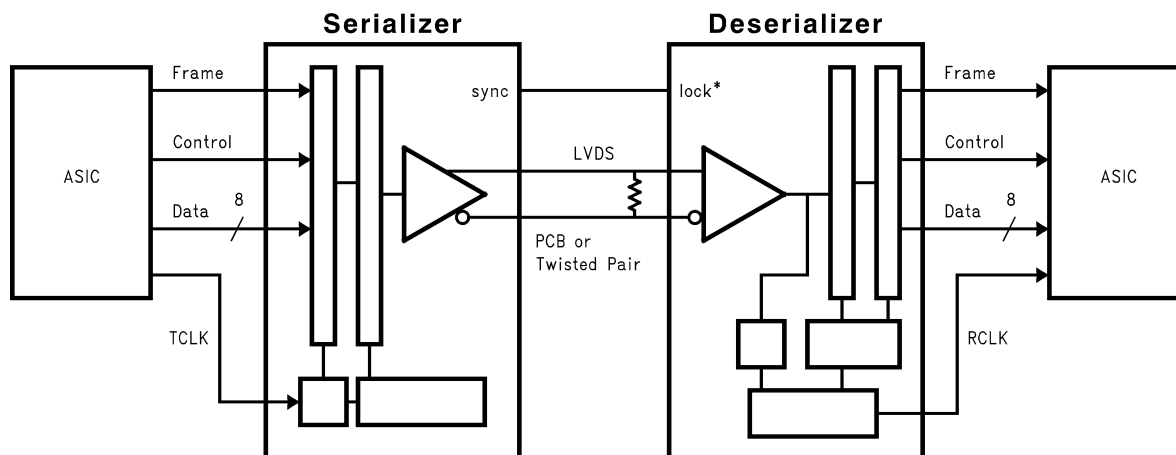 Serializer
Deserializer
Frame
sync
lock*
Frame
Control
LVDS
Control
ASIC
ASIC
Data
8
Data
8
PCB or
Twisted Pair
TCLK
RCLK